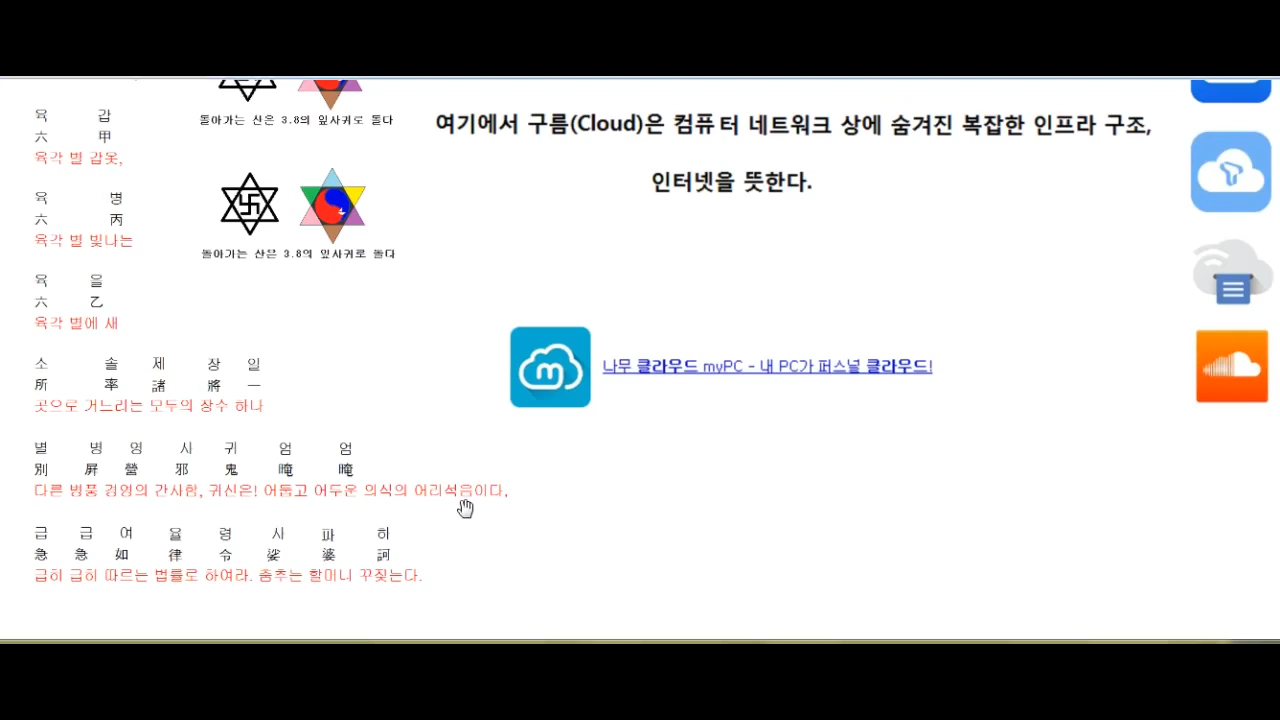 육 갑
六 甲
육각 별 갑옷,
육 병
六 丙
육각 별 빛나는
육 을
六 乙
육각 별에 새
소 솔 제 장 일
所 率 諸 將 一
곳으로 거느리는 모두의 장수 하나
별 병 영 사 귀 엄 엄
別 屛 營 邪 鬼 唵 唵
다른 병풍 경영의 간사함, 귀신은! 어둡고 어두운 의식의 어리석음이다,
급 급 여 율 령 사 파 하
急 急 如 律 令 娑 婆 訶
급히 급히 따르는 법률로 하여라. 춤추는 할머니 꾸짖는다.
돌아가는 산은 3.8의 잎사귀로 돌다
돌아가는 산은 3.8의 잎사귀로 돌다
여기에서 구름(Cloud)은 컴퓨터 네트워크 상에 숨겨진 복잡한 인프라 구조,
인터넷을 뜻한다.
m
나무 클라우드 myPC - 내 PC가 퍼스널 클라우드!